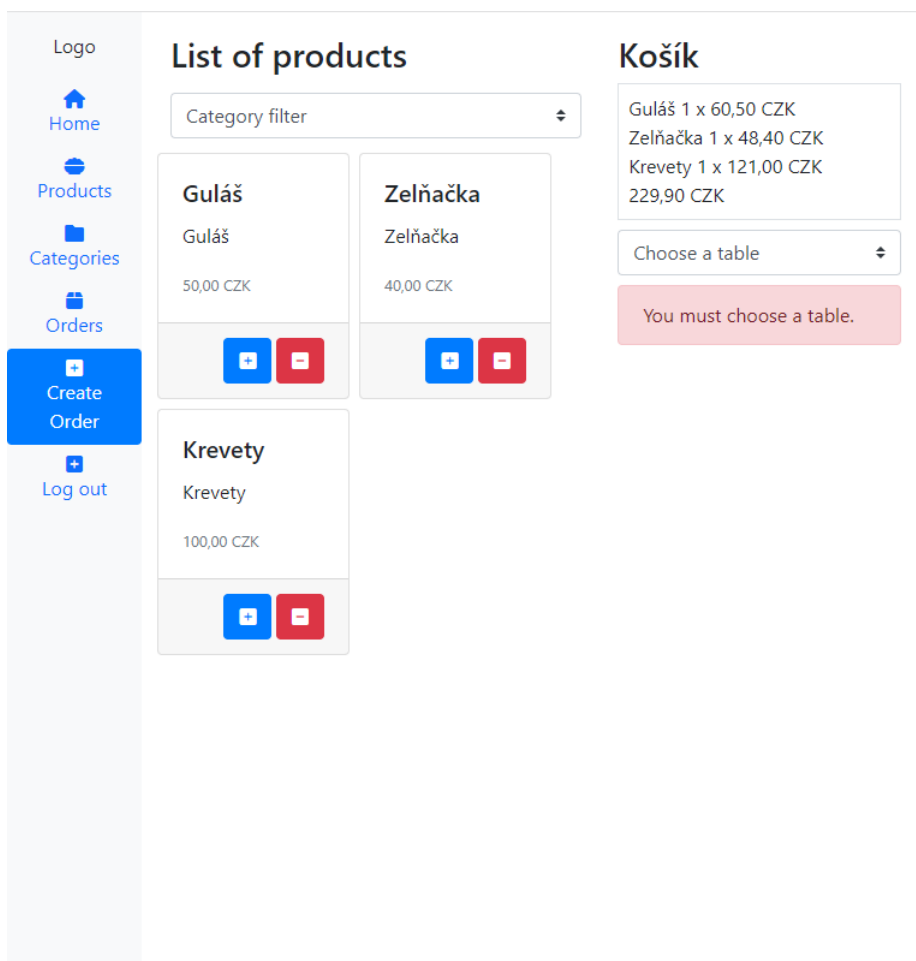 Logo
Home
Products
Categories
Orders
Create
Order
Log out
List of products
Category filter
Guláš
Guláš
50,00 CZK
Zelňačka
Zelňačka
40,00 CZK
Krevety
Krevety
100,00 CZK
Košík
Guláš 1 x 60,50 CZK
Zelňačka 1 x 48,40 CZK
Krevety 1 x 121,00 CZK
229,90 CZK
Choose a table
You must choose a table.